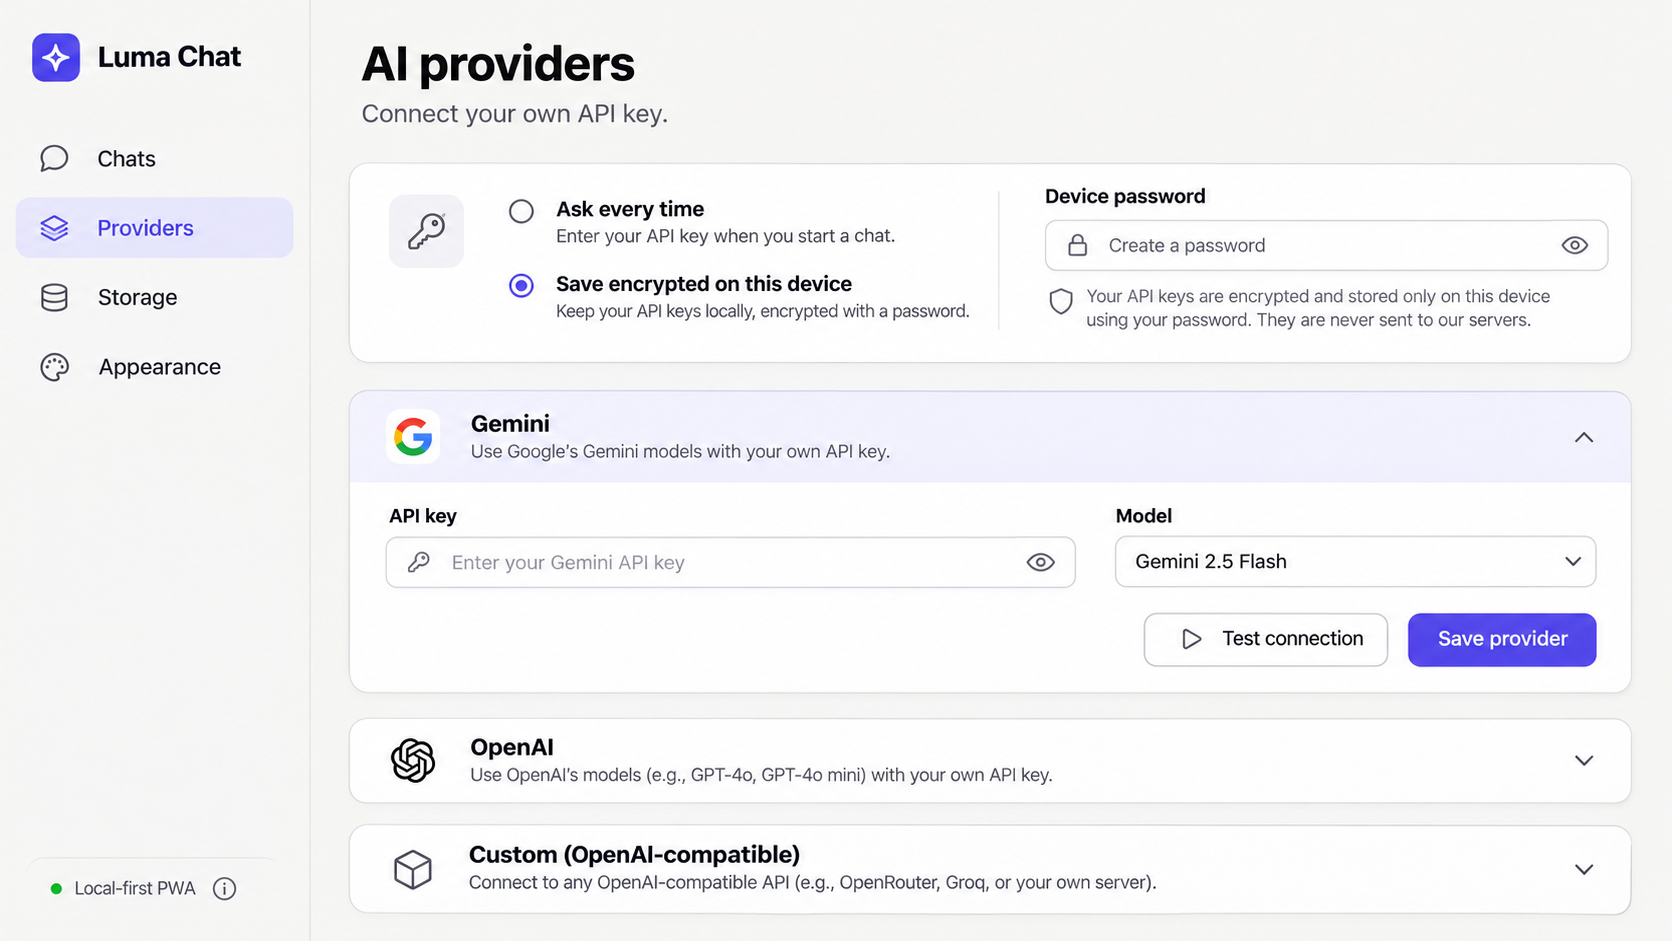 Luma Chat
Chats
Providers
Storage
Appearance
Local-first PWA
AI providers
Connect your own API key.
Ask every time
Enter your API key when you start a chat.
Save encrypted on this device
Keep your API keys locally, encrypted with a password.
Device password
Create a password
Your API keys are encrypted and stored only on this device
using your password. They are never sent to our servers.
Gemini
Use Google's Gemini models with your own API key.
API key
Enter your Gemini API key
Model
Gemini 2.5 Flash
Test connection
Save provider
OpenAI
Use OpenAI's models (e.g., GPT-4o, GPT-4o mini) with your own API key.
Custom (OpenAI-compatible)
Connect to any OpenAI-compatible API (e.g., OpenRouter, Groq, or your own server).